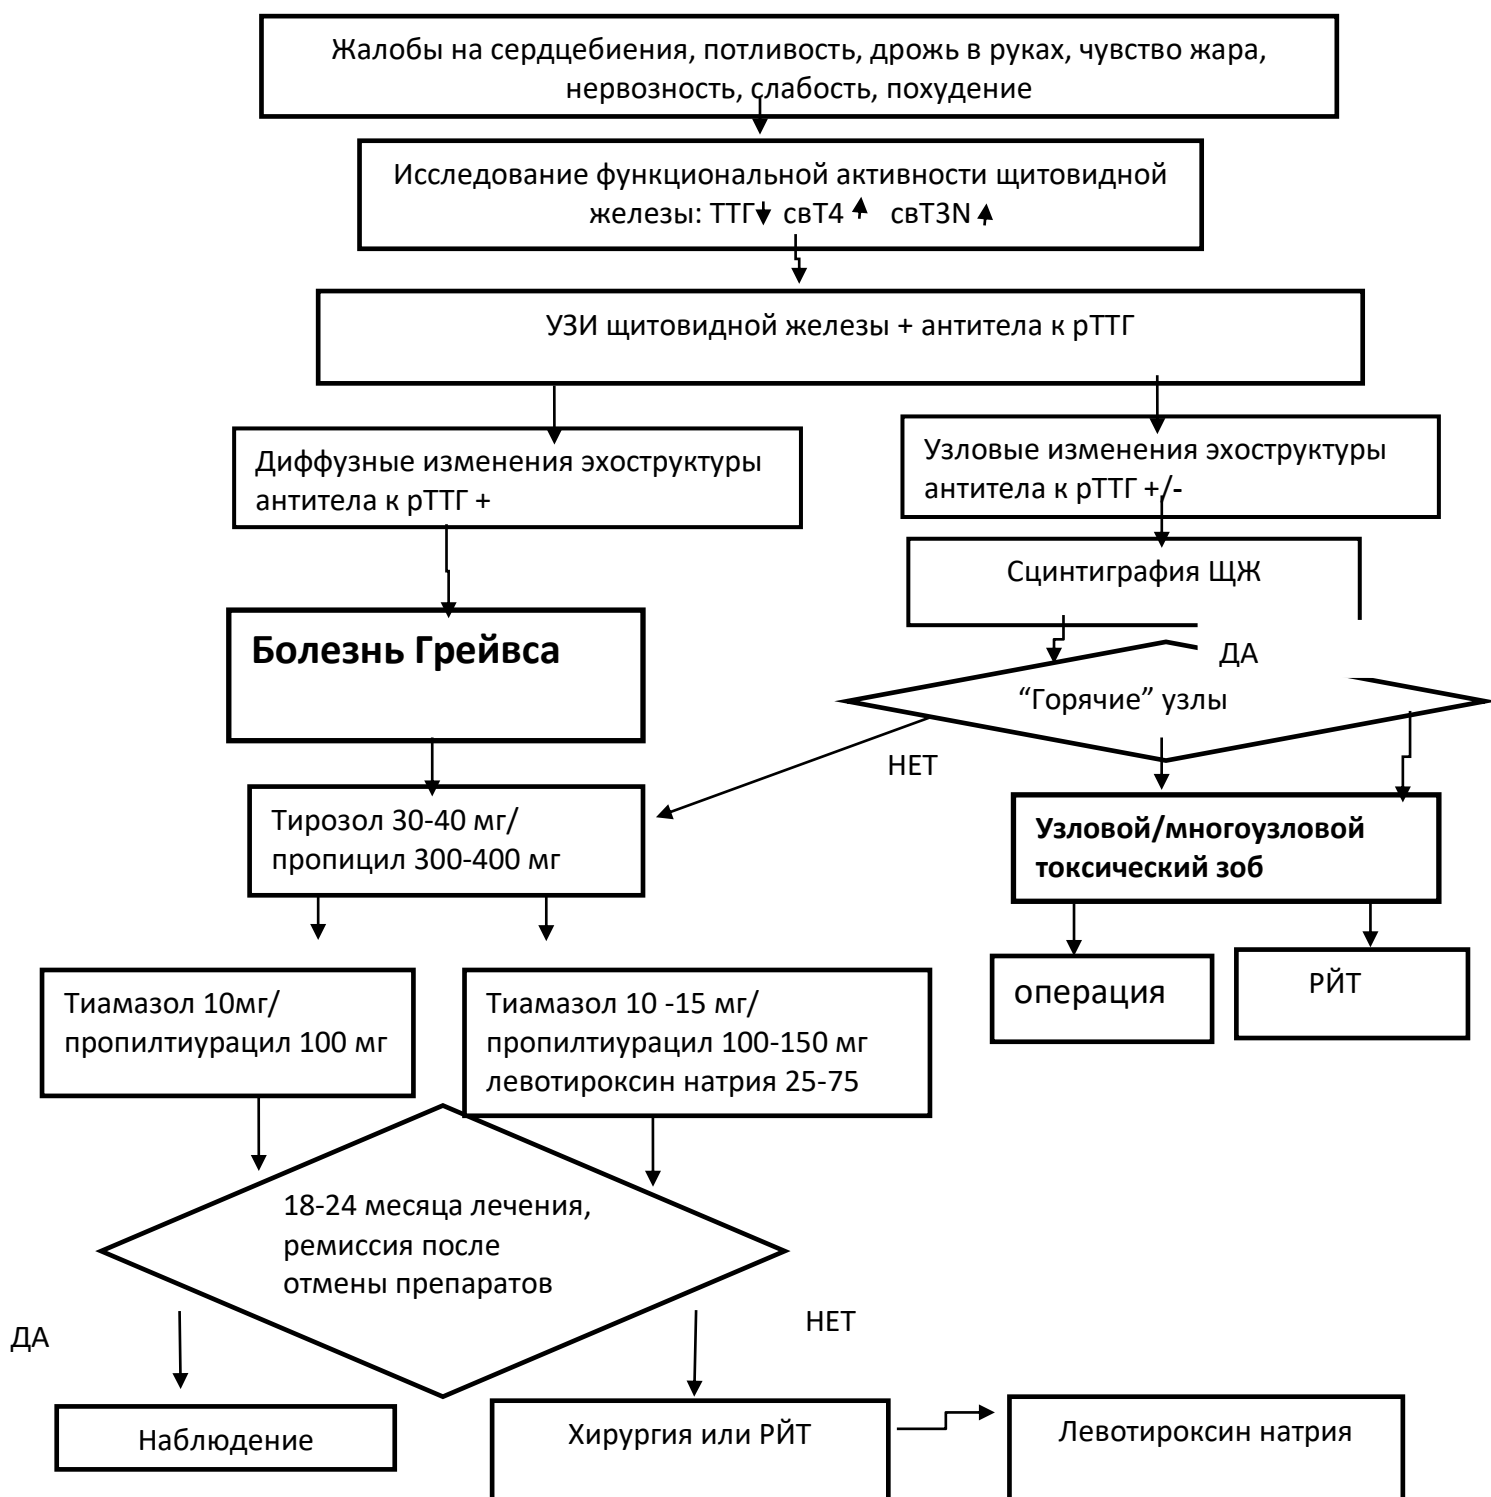 Жалобы на сердцебиения, потливость, дрожь в руках, чувство жара,
нервозность, слабость, похудение
Исследование функциональной активности щитовидной
железы: ТТГ свТ4 свТ3N
УЗИ щитовидной железы + антитела к рТТГ
Диффузные изменения эхоструктуры
антитела к рТТГ +
Узловые изменения эхоструктуры
антитела к рТТГ +/-
Сцинтиграфия ЩЖ
Болезнь Грейвса
ДА
“Горячие” узлы
НЕТ
Тирозол 30-40 мг/
пропицил 300-400 мг
Узловой/многоузловой
токсический зоб
Тиамазол 10мг/
пропилтиурацил 100 мг
Тиамазол 10 -15 мг/
пропилтиурацил 100-150 мг
левотироксин натрия 25-75
операция
РЙТ
18-24 месяца лечения,
ремиссия после
отмены препаратов
ДА
НЕТ
Наблюдение
Хирургия или РЙТ
Левотироксин натрия